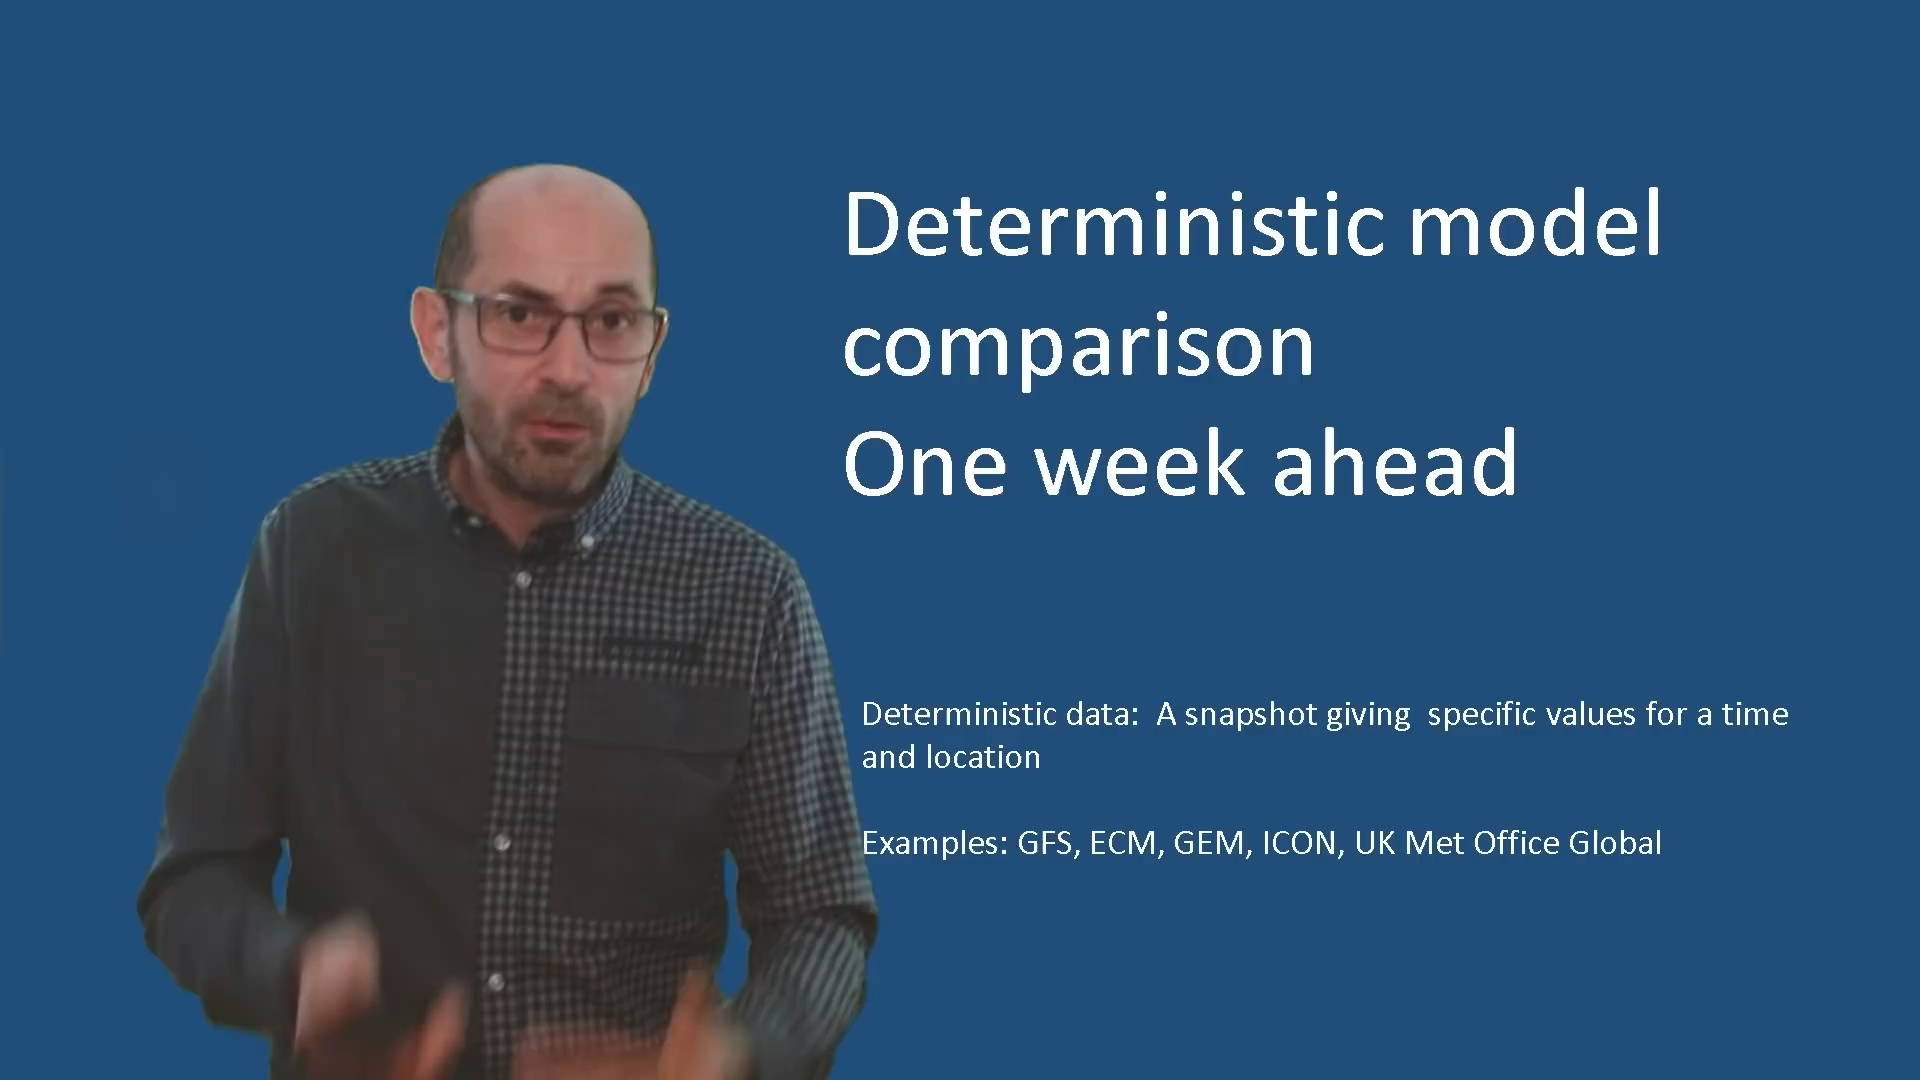 Deterministic model
comparison
One week ahead
Deterministic data:  A snapshot giving  specific values for a time
and location
Examples: GFS, ECM, GEM, ICON, UK Met Office Global